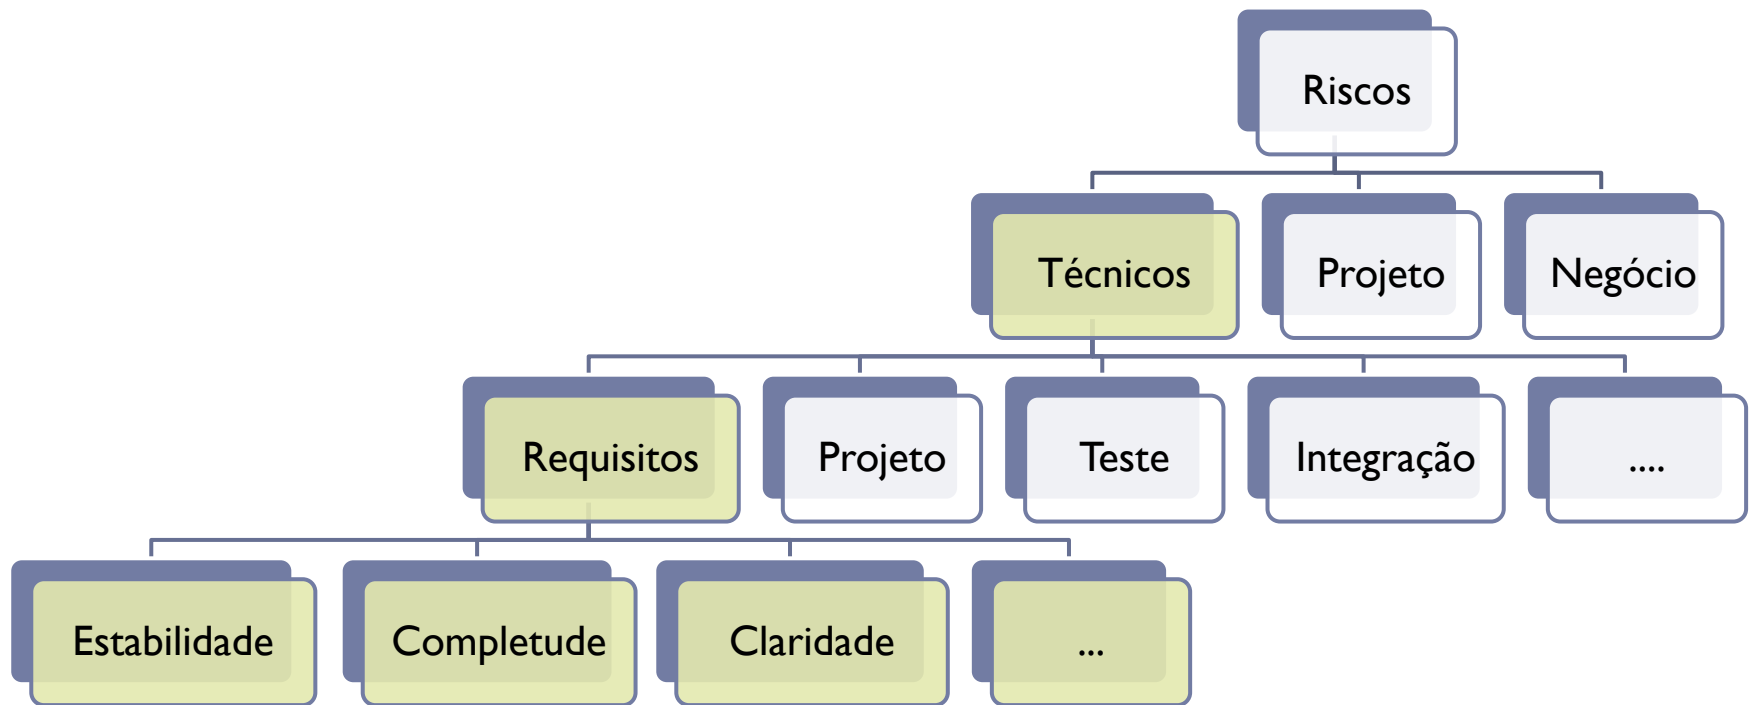 Riscos
Técnicos
Projeto
Negócio
Requisitos
Projeto
Teste
Integração
....
Estabilidade
Completude
Claridade
...